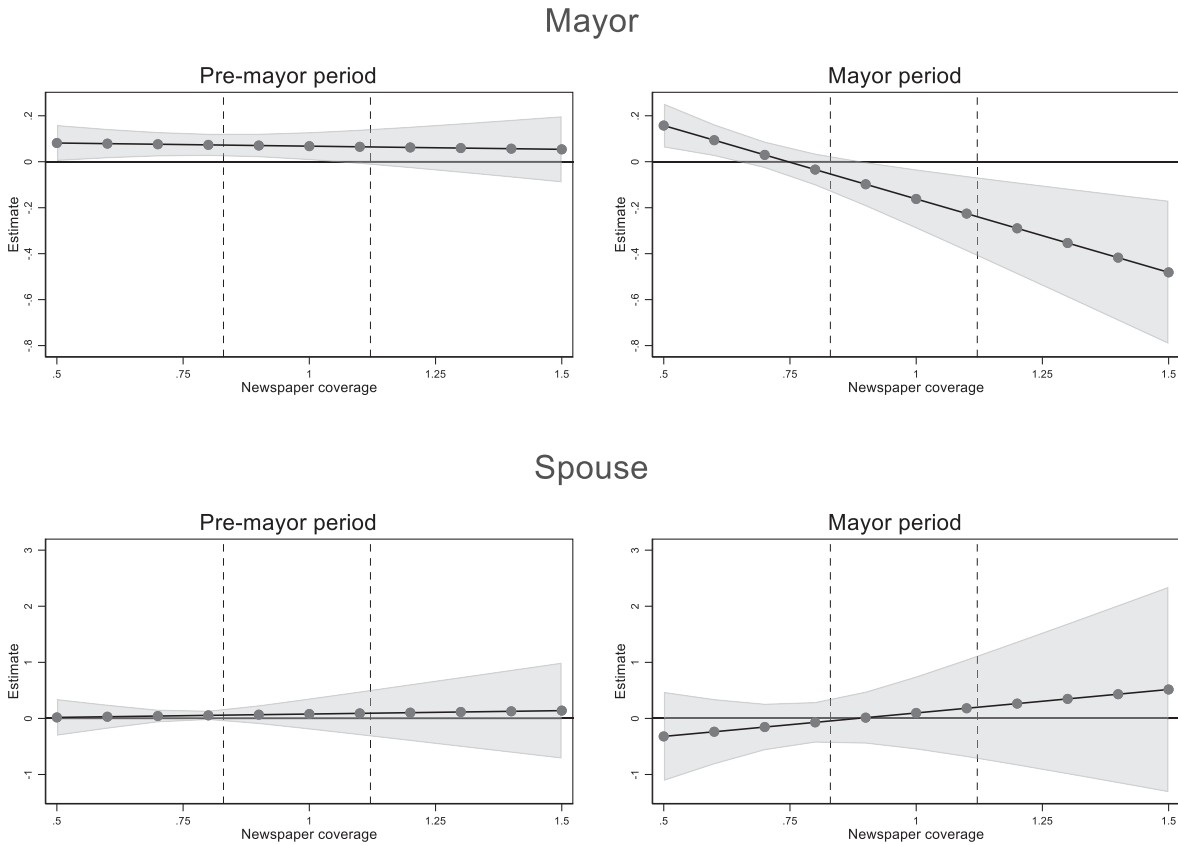 Mayor
Pre-mayor period
.2
0
-.2
-.4
-.6
-.8
Estimate
.5 .75 1 1.25 1.5
Newspaper coverage
Mayor period
.2
0
-.2
-.4
-.6
-.8
Estimate
.5 .75 1 1.25 1.5
Newspaper coverage
Spouse
Pre-mayor period
3
2
1
0
-1
Estimate
.5 .75 1 1.25 1.5
Newspaper coverage
Mayor period
3
2
1
0
-1
Estimate
.5 .75 1 1.25 1.5
Newspaper coverage